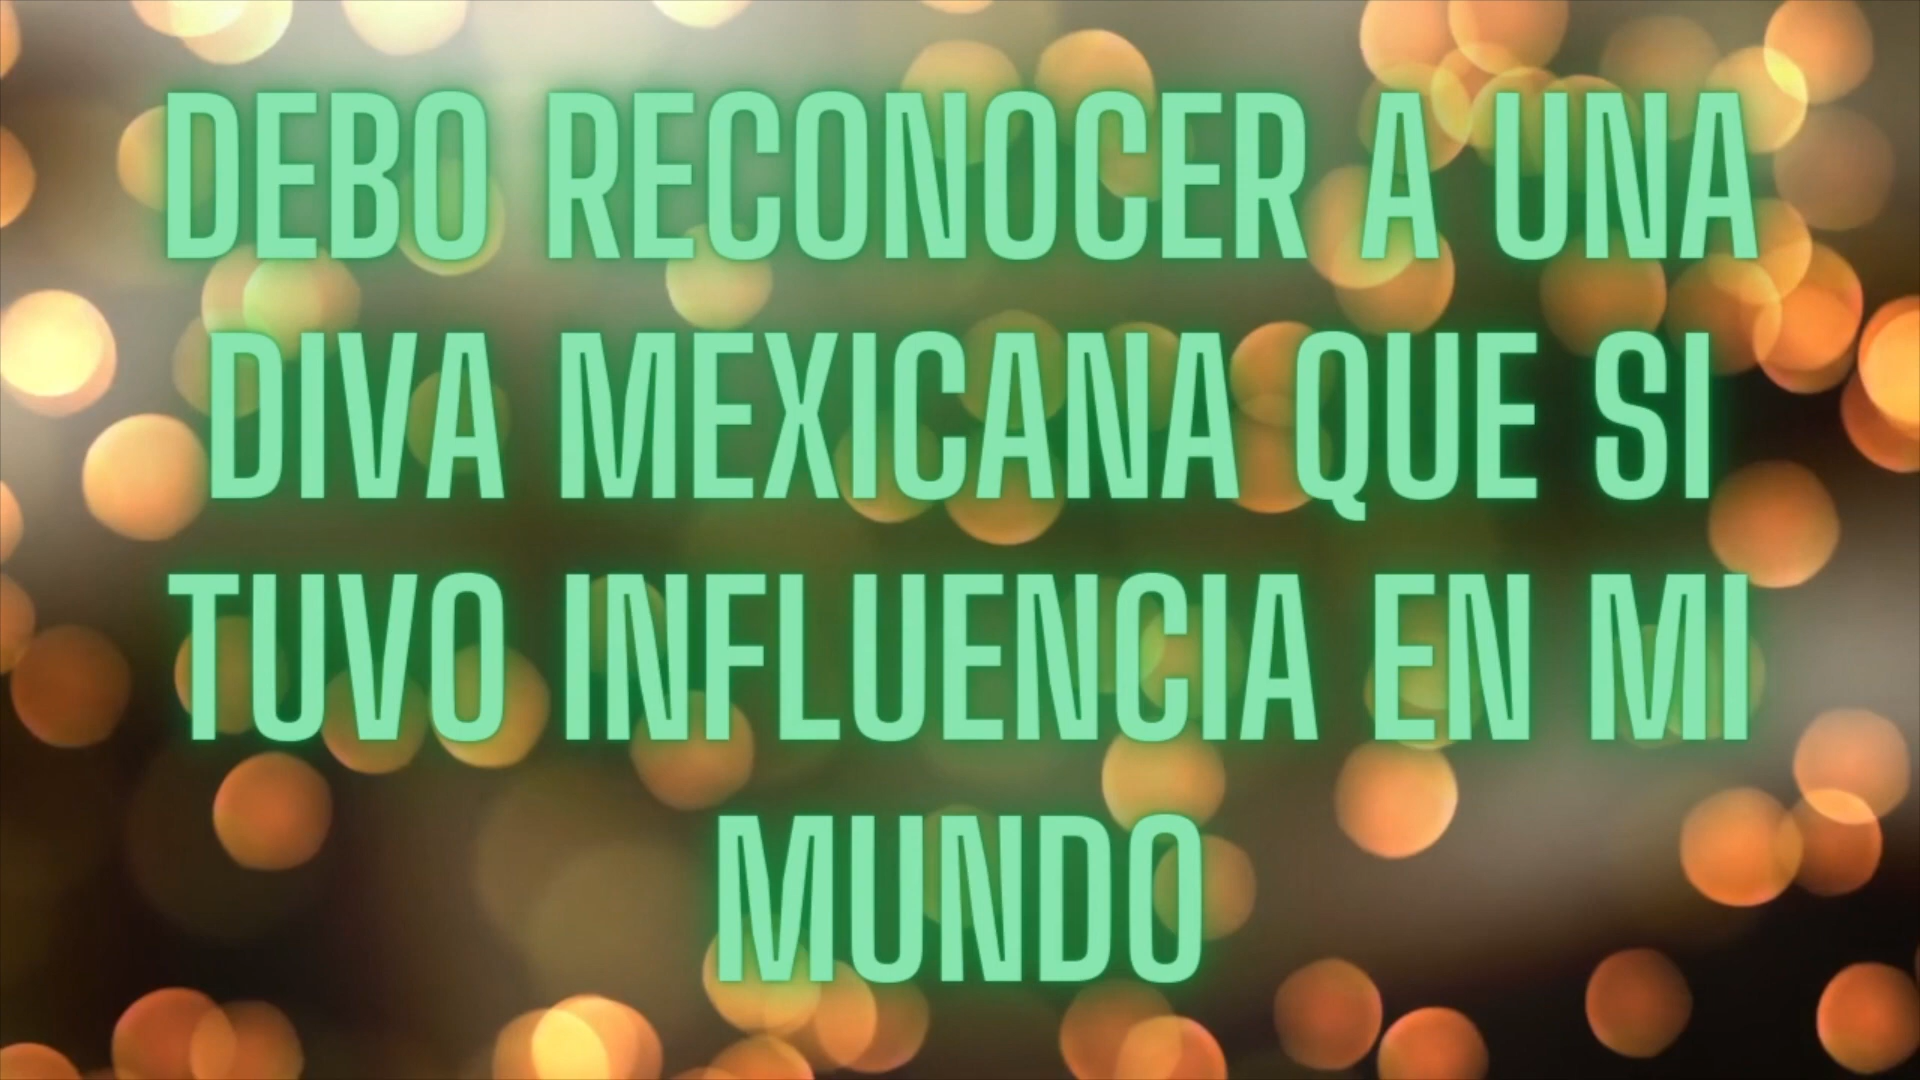 DEBO RECONOCER A UNA
DIVA MEXICANA QUE SI
TUVO INFLUENCIA EN MI
MUNDO